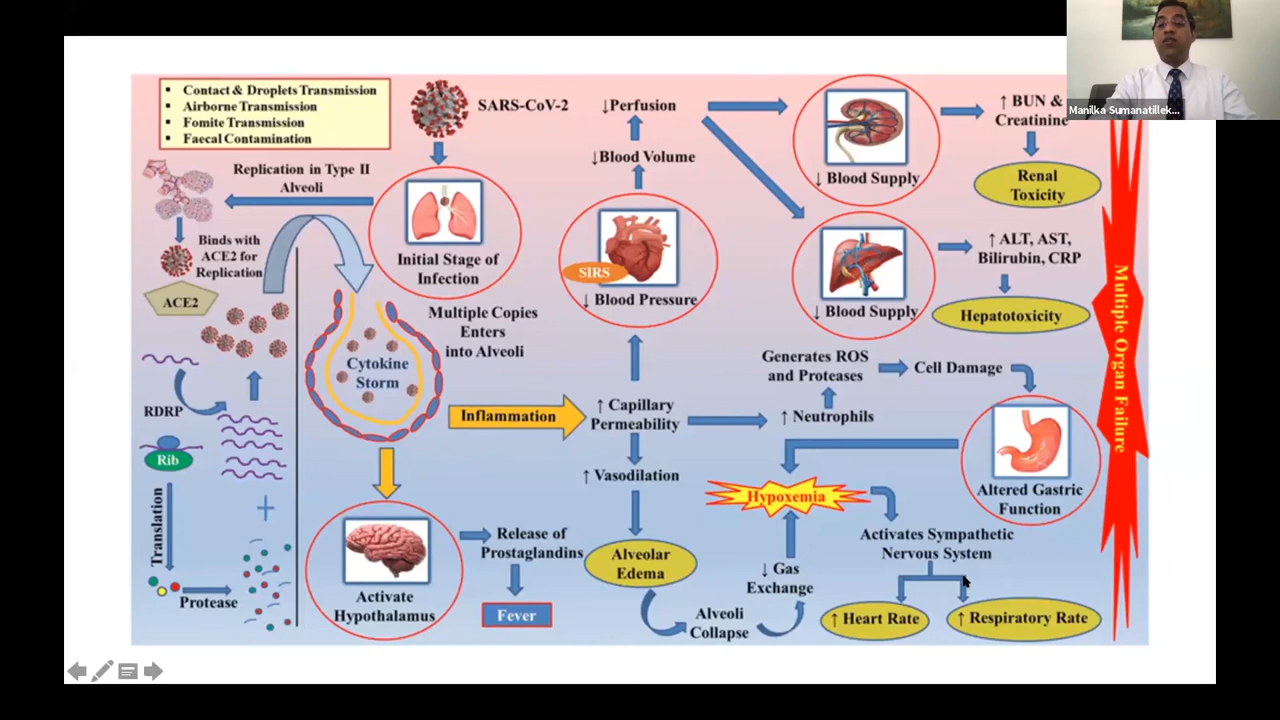 ▪ Contact & Droplets Transmission
▪ Airborne Transmission
▪ Fomite Transmission
▪ Faecal Contamination
SARS-CoV-2
Replication in Type II
Alveoli
Initial Stage of
Infection
Binds with
ACE2 for
Replication
ACE2
Multiple Copies
Enters
into Alveoli
Cytokine
Storm
RDRP
Rib
Translation
Protease
+
Inflammation
Activate
Hypothalamus
Release of
Prostaglandins
Fever
↓Perfusion
↓Blood Volume
SIRS
↓ Blood Pressure
↑ Capillary
Permeability
↑ Vasodilation
Alveolar
Edema
Alveoli
Collapse
↓ Gas
Exchange
Hypoxemia
↑ Neutrophils
Generates ROS
and Proteases
Cell Damage
Altered Gastric
Function
Activates Sympathetic
Nervous System
↑ Heart Rate
↑ Respiratory Rate
↓ Blood Supply
↑ BUN &
Creatinine
Renal
Toxicity
↓ Blood Supply
↑ ALT, AST,
Bilirubin, CRP
Hepatotoxicity
Multiple Organ Failure
Manilka Sumanatillek...